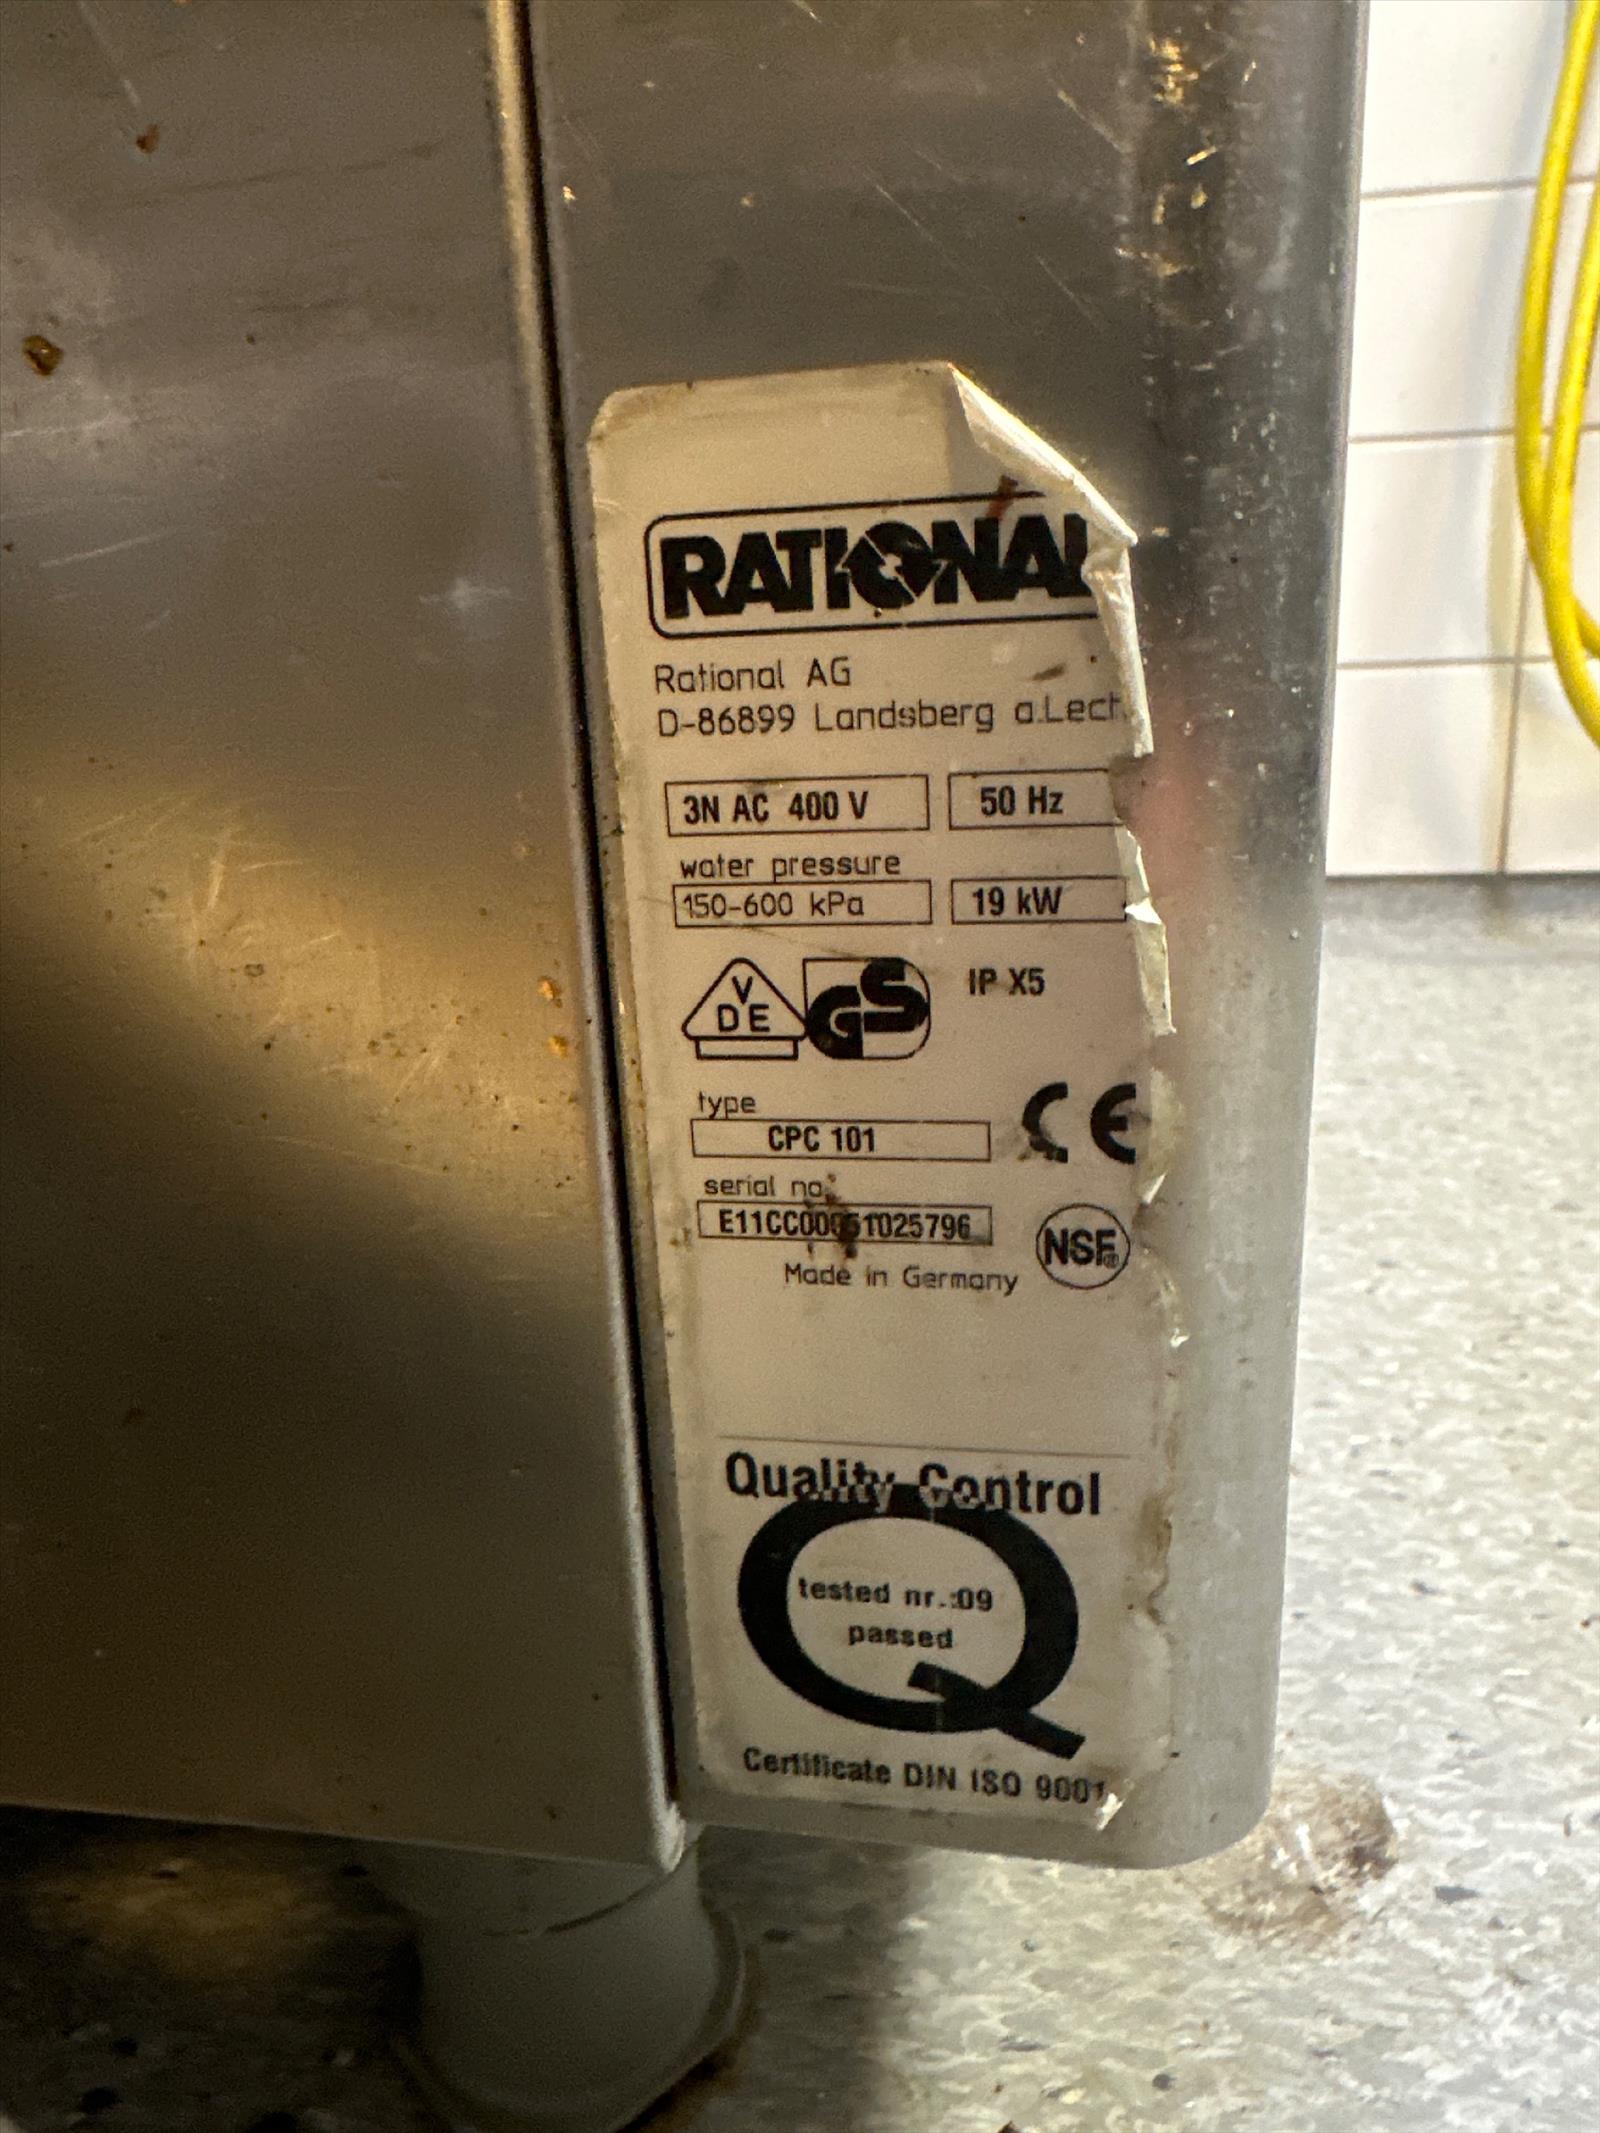 RATIONAL
Rational AG
D-86899 Landsberg a.Lech
3N AC 400 V
50 Hz
water pressure
150-600 kPa
19 kW
VDE
GS
IP X5
type
CPC 101
CE
serial no.
NSF®
Made in Germany
Quality Control
tested nr.:09
passed
Certificate DIN ISO 9001